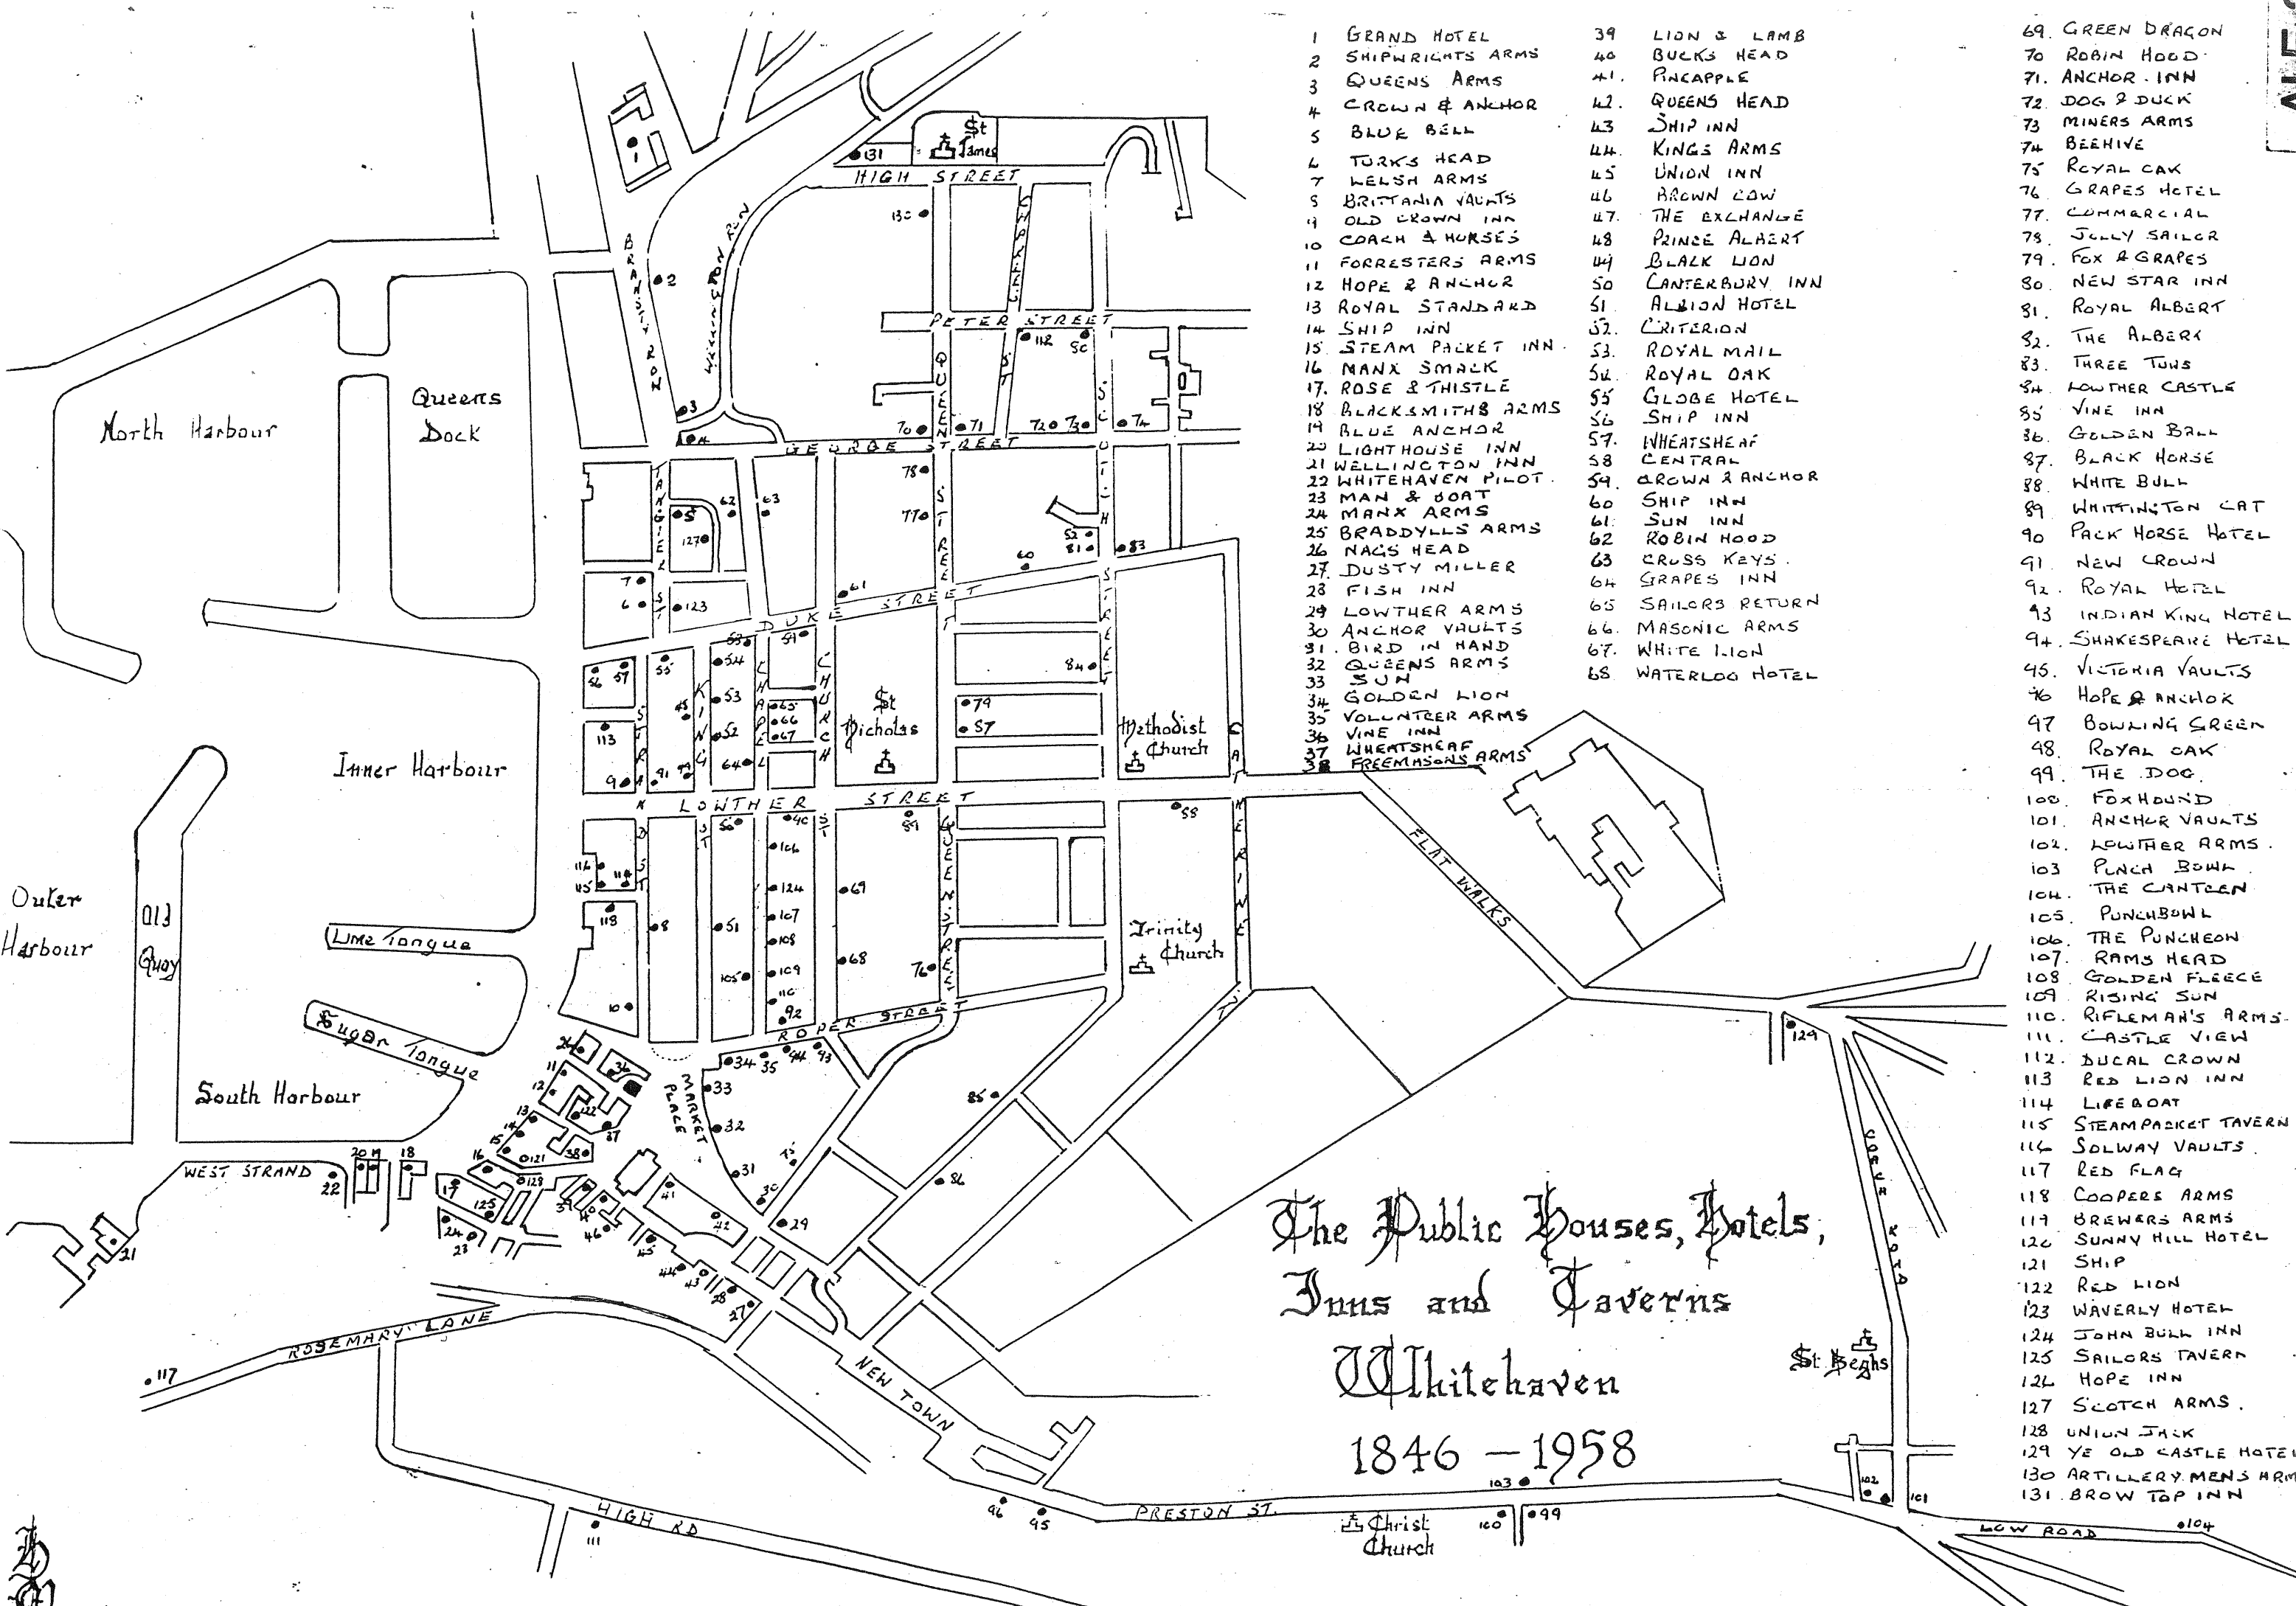 1 GRAND HOTEL
2 SHIPWRIGHTS ARMS
3 QUEENS ARMS
4 CROWN & ANCHOR
5 BLUE BELL
6 TURKS HEAD
7 WELSH ARMS
8 BRITTANIA VAULTS
9 OLD CROWN INN
10 COACH & HORSES
11 FORRESTERS ARMS
12 HOPE & ANCHOR
13 ROYAL STANDARD
14 SHIP INN
15 STEAM PACKET INN.
16 MANX SMACK
17. ROSE & THISTLE
18 BLACKSMITHS ARMS
19 BLUE ANCHOR
20 LIGHTHOUSE INN
21 WELLINGTON INN
22 WHITEHAVEN PILOT.
23 MAN & BOAT
24 MANX ARMS
25 BRADDYLLS ARMS
26 NAGS HEAD
27. DUSTY MILLER
28 FISH INN
29 LOWTHER ARMS
30 ANCHOR VAULTS
31. BIRD IN HAND
32 QUEENS ARMS
33 SUN
34 GOLDEN LION
35 VOLUNTEER ARMS
36 VINE INN
37 WHEATSHEAF
38 FREEMASONS ARMS
39 LION & LAMB
40 BUCKS HEAD
41. PINEAPPLE
42. QUEENS HEAD
43 SHIP INN
44. KINGS ARMS
45 UNION INN
46 BROWN COW
47. THE EXCHANGE
48 PRINCE ALBERT
49 BLACK LION
50 CANTERBURY INN
51. ALBION HOTEL
52. CRITERION
53. ROYAL MAIL
54. ROYAL OAK
55 GLOBE HOTEL
56 SHIP INN
57. WHEATSHEAF
58 CENTRAL
59. CROWN & ANCHOR
60 SHIP INN
61. SUN INN
62 ROBIN HOOD
63 CROSS KEYS.
64 GRAPES INN
65 SAILORS RETURN
66. MASONIC ARMS
67. WHITE LION
68 WATERLOO HOTEL
69. GREEN DRAGON
70 ROBIN HOOD
71. ANCHOR INN
72 DOG & DUCK
73 MINERS ARMS
74 BEEHIVE
75 ROYAL OAK
76 GRAPES HOTEL
77. COMMERCIAL
78. JOLLY SAILOR
79. FOX & GRAPES
80. NEW STAR INN
81. ROYAL ALBERT
82. THE ALBERT
83. THREE TUNS
84. LOWTHER CASTLE
85 VINE INN
86. GOLDEN BALL
87. BLACK HORSE
88. WHITE BULL
89 WHITTINGTON CAT
90 PACK HORSE HOTEL
91 NEW CROWN
92. ROYAL HOTEL
93 INDIAN KING HOTEL
94. SHAKESPEARE HOTEL
95. VICTORIA VAULTS
96 HOPE & ANCHOR
97 BOWLING GREEN
98. ROYAL OAK
99. THE DOG.
100. FOXHOUND
101. ANCHOR VAULTS
102. LOWTHER ARMS.
103 PUNCH BOWL
104. THE CANTEEN
105. PUNCHBOWL
106. THE PUNCHEON
107. RAMS HEAD
108 GOLDEN FLEECE
109 RISING SUN
110. RIFLEMAN'S ARMS
111. CASTLE VIEW
112. DUCAL CROWN
113 RED LION INN
114 LIFEBOAT
115 STEAMPACKET TAVERN
116 SOLWAY VAULTS.
117 RED FLAG
118 COOPERS ARMS
119 BREWERS ARMS
120 SUNNY HILL HOTEL
121 SHIP
122 RED LION
123 WAVERLY HOTEL
124 JOHN BULL INN
125 SAILORS TAVERN
126 HOPE INN
127 SCOTCH ARMS.
128 UNION JACK
129 YE OLD CASTLE HOTEL
130 ARTILLERY MENS ARM
131. BROW TOP INN
St James
HIGH STREET
BRANSTY ROW
WELLINGTON ROW
PETER STREET
QUEEN STREET
SCOTCH STREET
GEORGE STREET
TANGIER ST
North Harbour
Queens Dock
DUKE STREET
CHAPEL
CHURCH ST
KING ST
STRAND ST
St Nicholas
Methodist Church
Inner Harbour
LOWTHER STREET
CATHERINE ST
FLAT WALKS
Outer Harbour
Old Quay
Lime Tongue
QUEEN STREET
Trinity Church
Sugar Tongue
ROPER STREET
South Harbour
MARKET PLACE
WEST STRAND
The Public Houses, Hotels,
Inns and Taverns
Whitehaven
1846 – 1958
ROSEMARY LANE
NEW TOWN
St Beghs
HIGH RD
PRESTON ST.
Christ Church
LOW ROAD